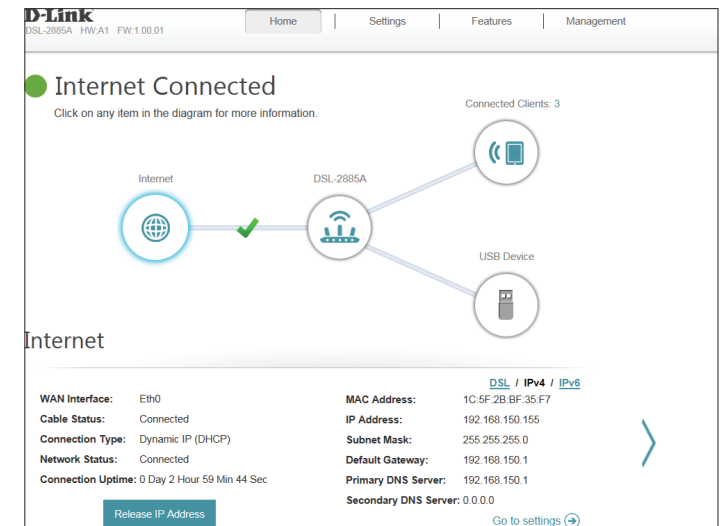 D-Link
DSL-2885A HW:A1 FW:1.00.01
Home
Settings
Features
Management
Internet Connected
Click on any item in the diagram for more information.
Connected Clients: 3
Internet
DSL-2885A
USB Device
Internet
DSL / IPv4 / IPv6
WAN Interface: Eth0
MAC Address: 1C:5F:2B:BF:35:F7
Cable Status: Connected
IP Address: 192.168.150.155
Connection Type: Dynamic IP (DHCP)
Subnet Mask: 255.255.255.0
Network Status: Connected
Default Gateway: 192.168.150.1
Connection Uptime: 0 Day 2 Hour 59 Min 44 Sec
Primary DNS Server: 192.168.150.1
Secondary DNS Server: 0.0.0.0
Release IP Address
Go to settings